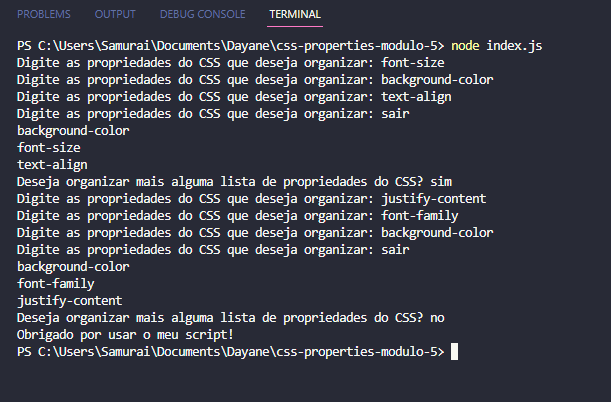 PROBLEMS OUTPUT DEBUG CONSOLE TERMINAL
PS C:\Users\Samurai\Documents\Dayane\css-properties-modulo-5> node index.js
Digite as propriedades do CSS que deseja organizar: font-size
Digite as propriedades do CSS que deseja organizar: background-color
Digite as propriedades do CSS que deseja organizar: text-align
Digite as propriedades do CSS que deseja organizar: sair
background-color
font-size
text-align
Deseja organizar mais alguma lista de propriedades do CSS? sim
Digite as propriedades do CSS que deseja organizar: justify-content
Digite as propriedades do CSS que deseja organizar: font-family
Digite as propriedades do CSS que deseja organizar: background-color
Digite as propriedades do CSS que deseja organizar: sair
background-color
font-family
justify-content
Deseja organizar mais alguma lista de propriedades do CSS? no
Obrigado por usar o meu script!
PS C:\Users\Samurai\Documents\Dayane\css-properties-modulo-5>